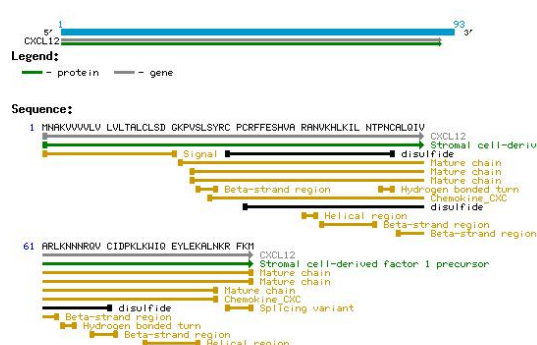 1 93
5′ 3′
CXCL12
Legend:
- protein - gene
Sequence:
1 MNAKVVVVLV LVLTALCLSD GKPVSLSYRC PCRFFESHVA RANVKHLKIL NTPNCALQIV
CXCL12
Stromal cell-deriv
Signal disulfide
Mature chain
Mature chain
Mature chain
Beta-strand region Hydrogen bonded turn
Chemokine_CXC
disulfide
Helical region
Beta-strand region
Beta-strand region
61 ARLKNNNRQV CIDPKLKWIQ EYLEKALNKR FKM
CXCL12
Stromal cell-derived factor 1 precursor
Mature chain
Mature chain
Mature chain
Chemokine_CXC
disulfide Splicing variant
Beta-strand region
Hydrogen bonded turn
Beta-strand region
Helical region